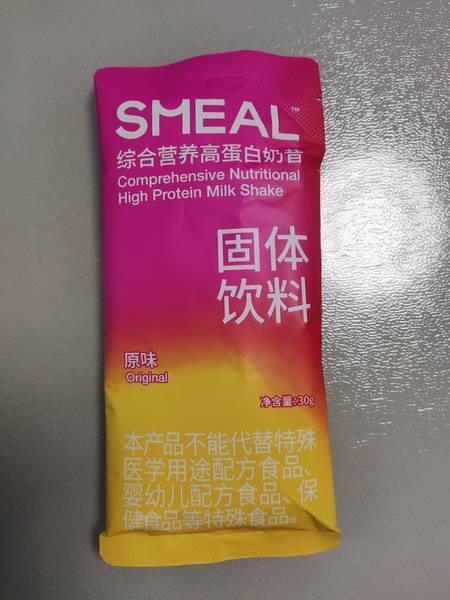 SMEAL™
综合营养高蛋白奶昔
Comprehensive Nutritional
High Protein Milk Shake
固体
饮料
原味
Original
净含量:30g
本产品不能代替特殊
医学用途配方食品、
婴幼儿配方食品、保
健食品等特殊食品。